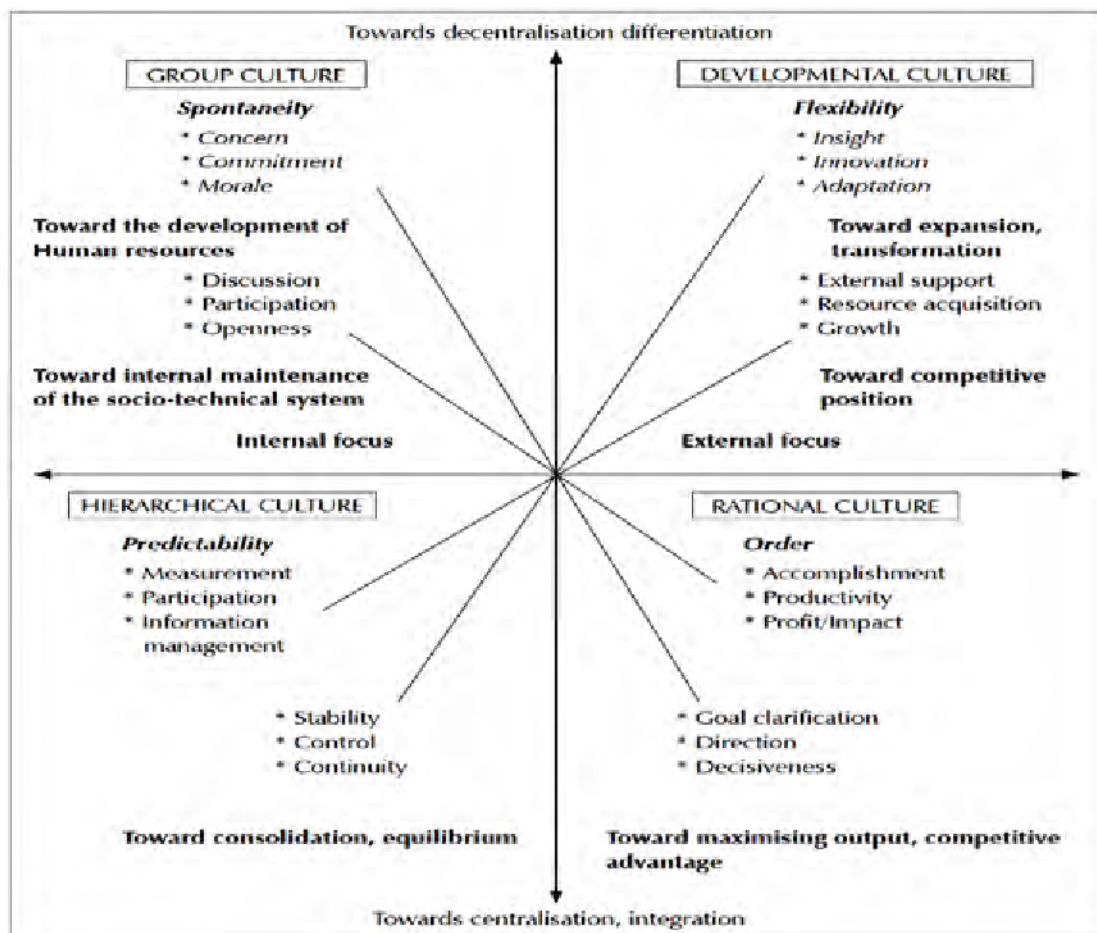 Towards decentralisation differentiation
GROUP CULTURE
Spontaneity
* Concern
* Commitment
* Morale
Toward the development of
Human resources
* Discussion
* Participation
* Openness
Toward internal maintenance
of the socio-technical system
Internal focus
DEVELOPMENTAL CULTURE
Flexibility
* Insight
* Innovation
* Adaptation
Toward expansion,
transformation
* External support
* Resource acquisition
* Growth
Toward competitive
position
External focus
HIERARCHICAL CULTURE
Predictability
* Measurement
* Participation
* Information
management
* Stability
* Control
* Continuity
Toward consolidation, equilibrium
RATIONAL CULTURE
Order
* Accomplishment
* Productivity
* Profit/Impact
* Goal clarification
* Direction
* Decisiveness
Toward maximising output, competitive
advantage
Towards centralisation, integration